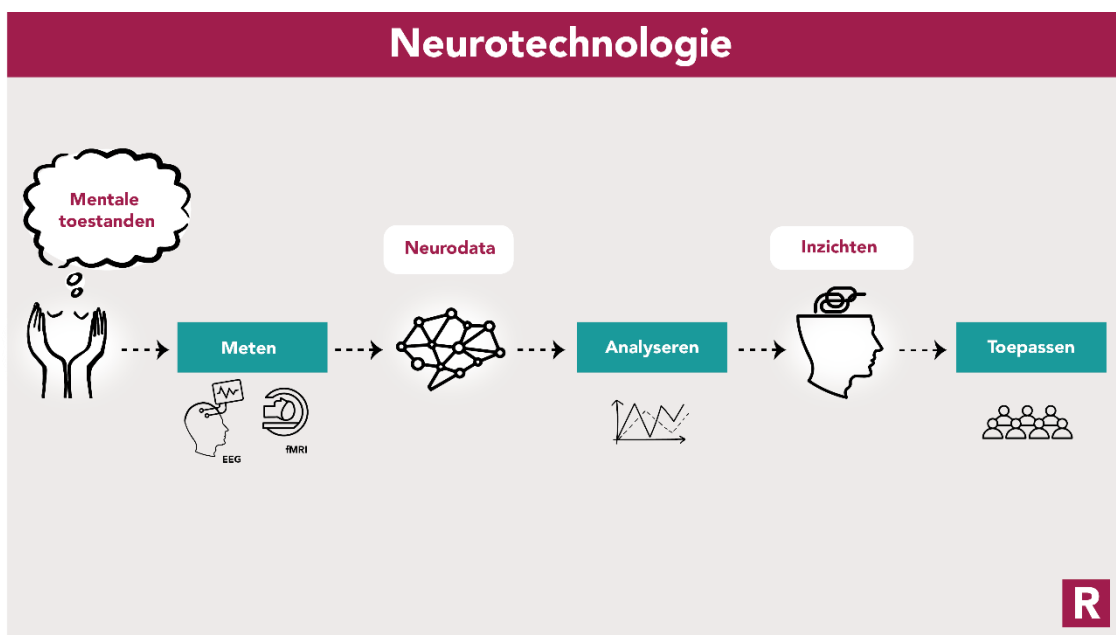 Neurotechnologie
Mentale
toestanden
Neurodata
Inzichten
Meten
Analyseren
Toepassen
EEG
fMRI
R